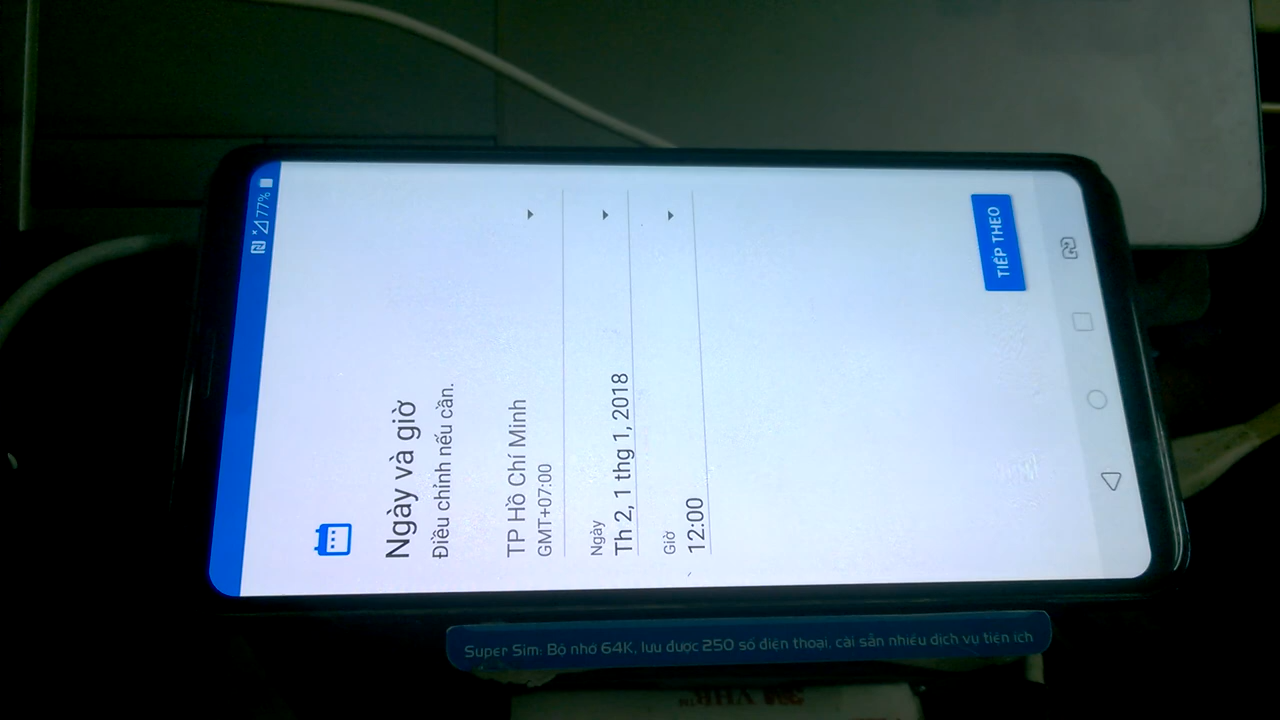 77%
Ngày và giờ
Điều chỉnh nếu cần.
TP Hồ Chí Minh
GMT+07:00
Ngày
Th 2, 1 thg 1, 2018
Giờ
12:00
TIẾP THEO
Super Sim: Bộ nhớ 64K, lưu được 250 số điện thoại, cài sẵn nhiều dịch vụ tiện ích